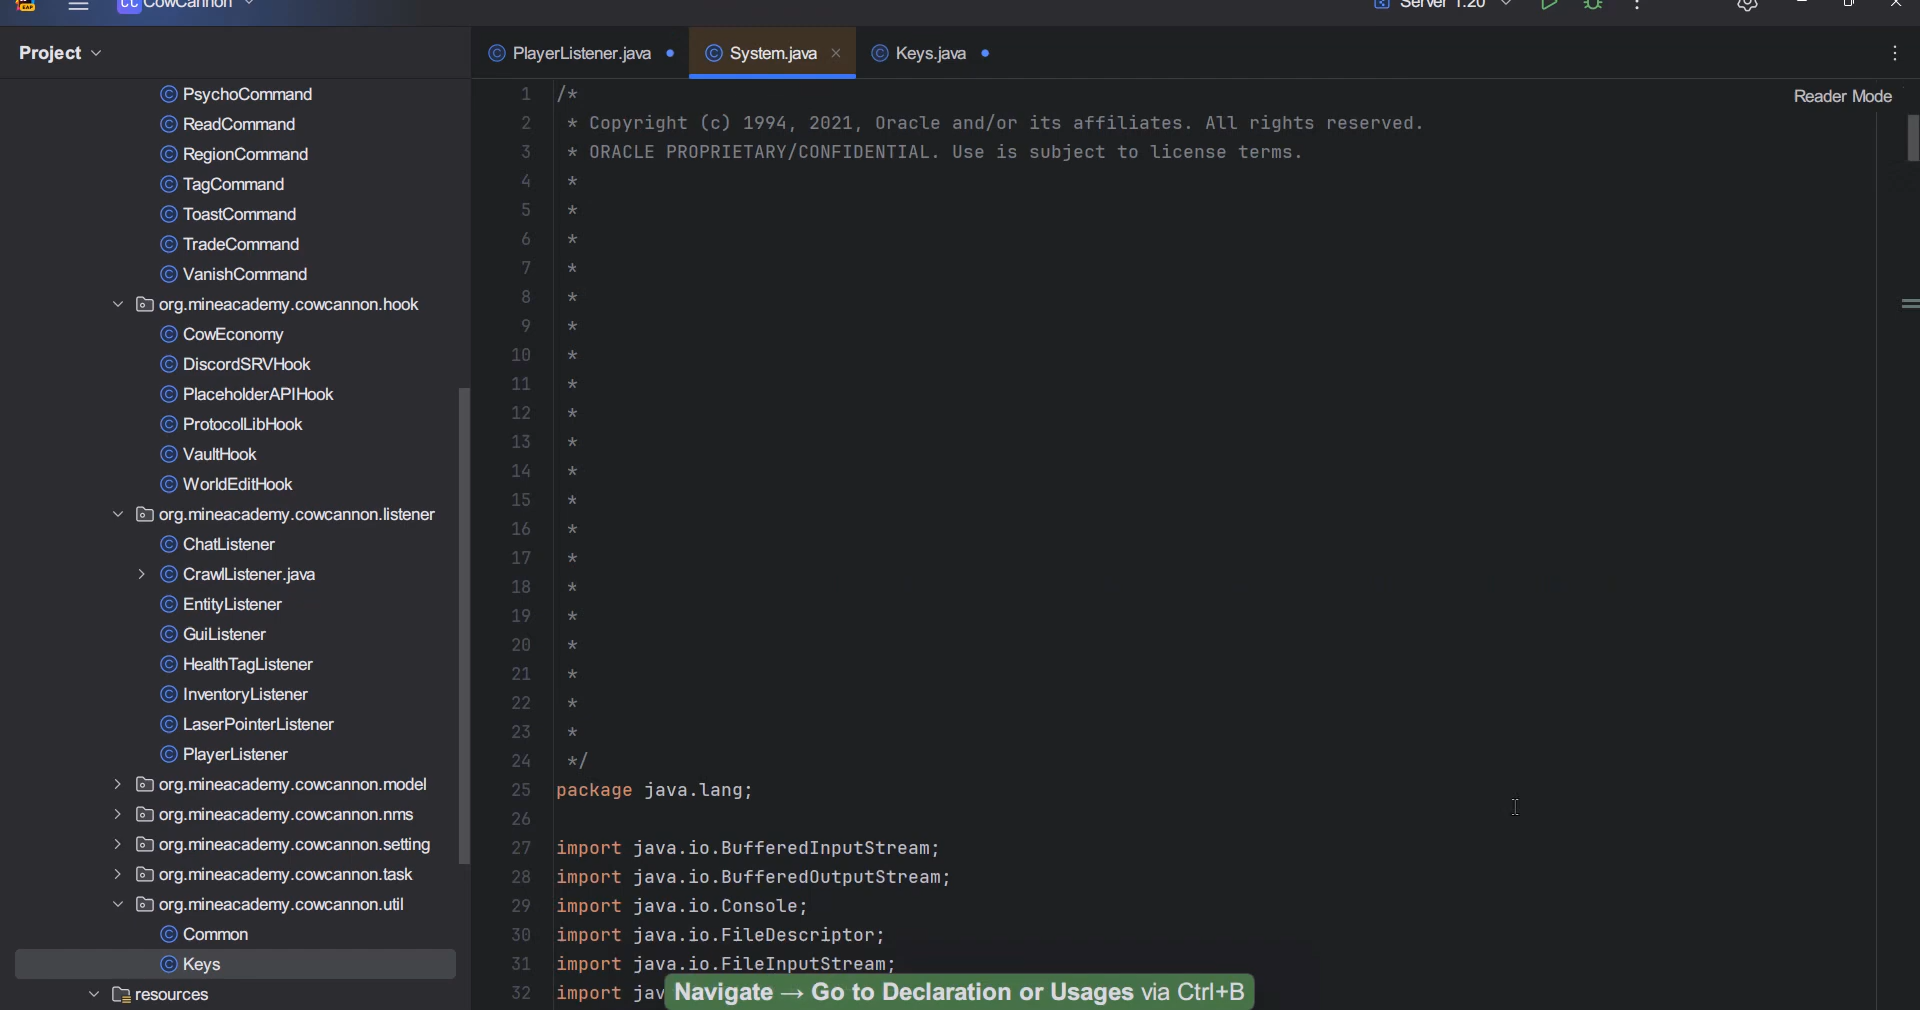 CC CowCannon
Server 1.20
Project
PlayerListener.java
System.java
Keys.java
PsychoCommand
ReadCommand
RegionCommand
TagCommand
ToastCommand
TradeCommand
VanishCommand
org.mineacademy.cowcannon.hook
CowEconomy
DiscordSRVHook
PlaceholderAPIHook
ProtocolLibHook
VaultHook
WorldEditHook
org.mineacademy.cowcannon.listener
ChatListener
CrawlListener.java
EntityListener
GuiListener
HealthTagListener
InventoryListener
LaserPointerListener
PlayerListener
org.mineacademy.cowcannon.model
org.mineacademy.cowcannon.nms
org.mineacademy.cowcannon.setting
org.mineacademy.cowcannon.task
org.mineacademy.cowcannon.util
Common
Keys
resources
Reader Mode
1 /*
2 * Copyright (c) 1994, 2021, Oracle and/or its affiliates. All rights reserved.
3 * ORACLE PROPRIETARY/CONFIDENTIAL. Use is subject to license terms.
4 *
5 *
6 *
7 *
8 *
9 *
10 *
11 *
12 *
13 *
14 *
15 *
16 *
17 *
18 *
19 *
20 *
21 *
22 *
23 *
24 */
25 package java.lang;
26
27 import java.io.BufferedInputStream;
28 import java.io.BufferedOutputStream;
29 import java.io.Console;
30 import java.io.FileDescriptor;
31 import java.io.FileInputStream;
32 import jav
Navigate → Go to Declaration or Usages via Ctrl+B